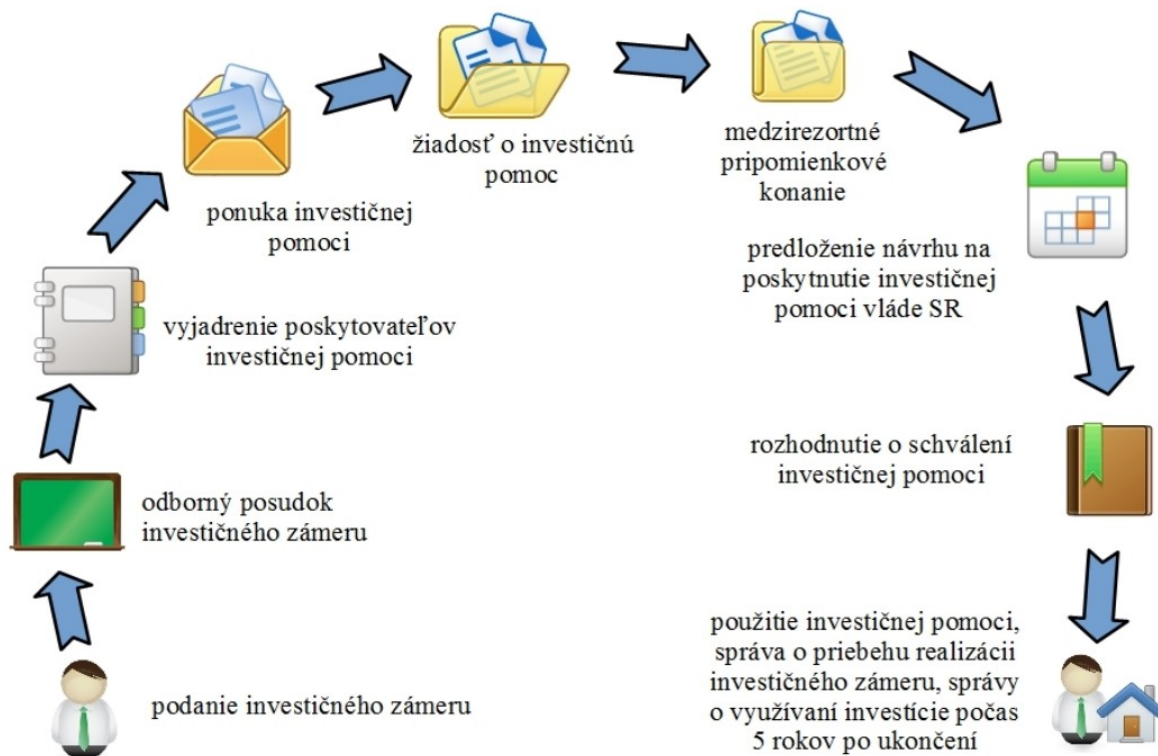 podanie investičného zámeru
odborný posudok
investičného zámeru
vyjadrenie poskytovateľov
investičnej pomoci
ponuka investičnej
pomoci
žiadosť o investičnú
pomoc
medzirezortné
pripomienkové
konanie
predloženie návrhu na
poskytnutie investičnej
pomoci vláde SR
rozhodnutie o schválení
investičnej pomoci
použitie investičnej pomoci,
správa o priebehu realizácii
investičného zámeru, správy
o využívaní investície počas
5 rokov po ukončení